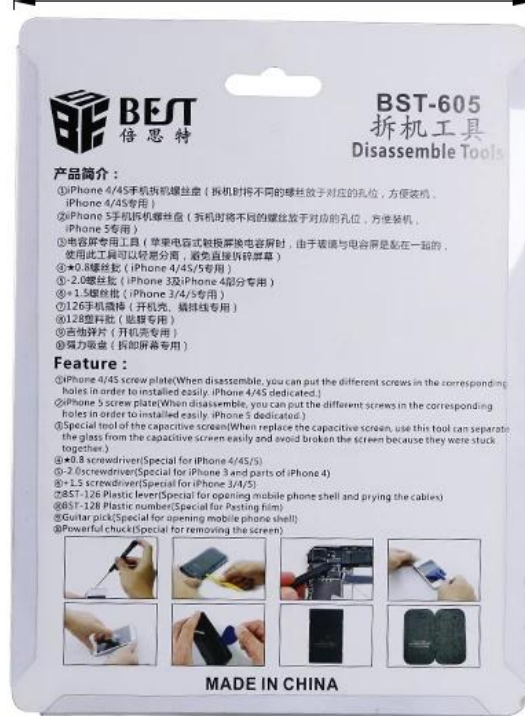 BEST
倍思特
BST-605
拆机工具
Disassemble Tools
产品简介：
①iPhone 4/4S手机拆机螺丝盘（拆机时将不同的螺丝放于对应的孔位，方便装机，
iPhone 4/4S专用）
②iPhone 5手机拆机螺丝盘（拆机时将不同的螺丝放于对应的孔位，方便装机，
iPhone 5专用）
③电容屏专用工具（苹果电容式触摸屏换电容屏时，由于玻璃与电容屏是黏在一起的，
使用此工具可以轻易分离，避免直接拆碎屏幕）
④★0.8螺丝批（iPhone 4/4S/5专用）
⑤-2.0螺丝批（iPhone 3及iPhone 4部分专用）
⑥+1.5螺丝批（iPhone 3/4/5专用）
⑦126手机撬棒（开机壳、撬排线专用）
⑧128塑料批（贴膜专用）
⑨吉他弹片（开机壳专用）
⑩强力吸盘（拆卸屏幕专用）
Feature：
①iPhone 4/4S screw plate(When disassemble, you can put the different screws in the corresponding
holes in order to installed easily. iPhone 4/4S dedicated.)
②iPhone 5 screw plate(When disassemble, you can put the different screws in the corresponding
holes in order to installed easily. iPhone 5 dedicated.)
③Special tool of the capacitive screen(When replace the capacitive screen, use this tool can separate
the glass from the capacitive screen easily and avoid broken the screen because they were stuck
together.)
④★0.8 screwdriver(Special for iPhone 4/4S/5)
⑤-2.0screwdriver(Special for iPhone 3 and parts of iPhone 4)
⑥+1.5 screwdriver(Special for iPhone 3/4/5)
⑦BST-126 Plastic lever(Special for opening mobile phone shell and prying the cables)
⑧BST-128 Plastic number(Special for Pasting film)
⑨Guitar pick(Special for opening mobile phone shell)
⑩Powerful chuck(Special for removing the screen)
MADE IN CHINA